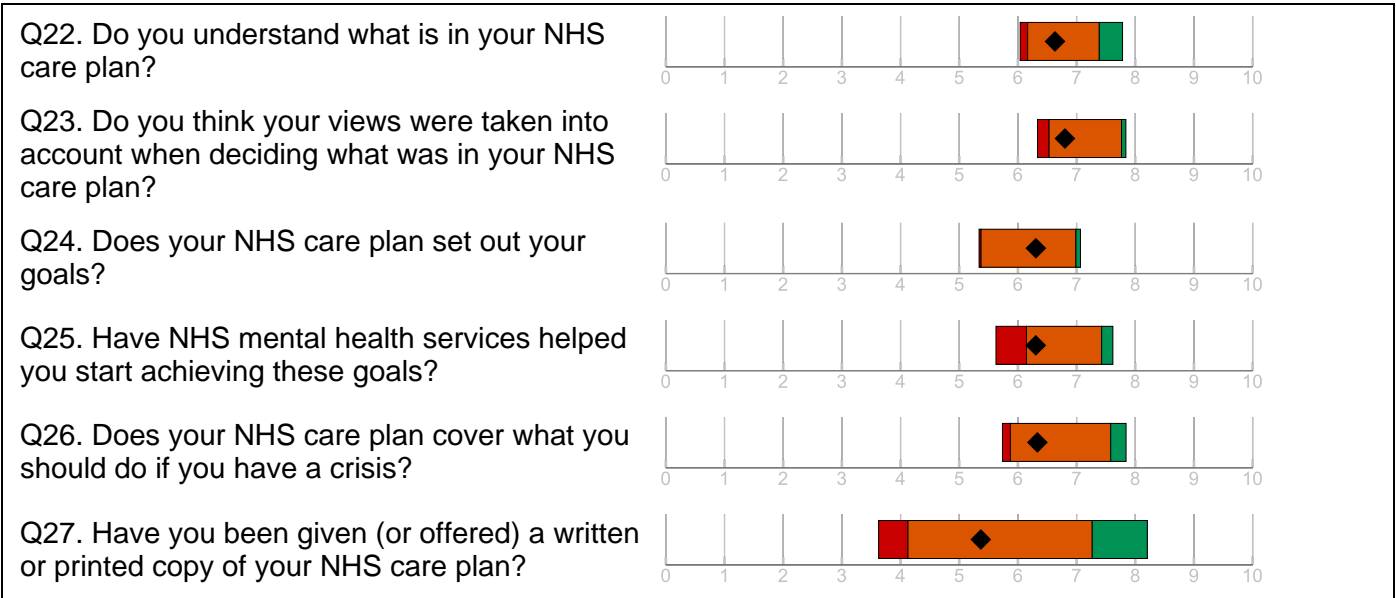 Q22. Do you understand what is in your NHS
care plan?
0 1 2 3 4 5 6 7 8 9 10
Q23. Do you think your views were taken into
account when deciding what was in your NHS
care plan?
0 1 2 3 4 5 6 7 8 9 10
Q24. Does your NHS care plan set out your
goals?
0 1 2 3 4 5 6 7 8 9 10
Q25. Have NHS mental health services helped
you start achieving these goals?
0 1 2 3 4 5 6 7 8 9 10
Q26. Does your NHS care plan cover what you
should do if you have a crisis?
0 1 2 3 4 5 6 7 8 9 10
Q27. Have you been given (or offered) a written
or printed copy of your NHS care plan?
0 1 2 3 4 5 6 7 8 9 10